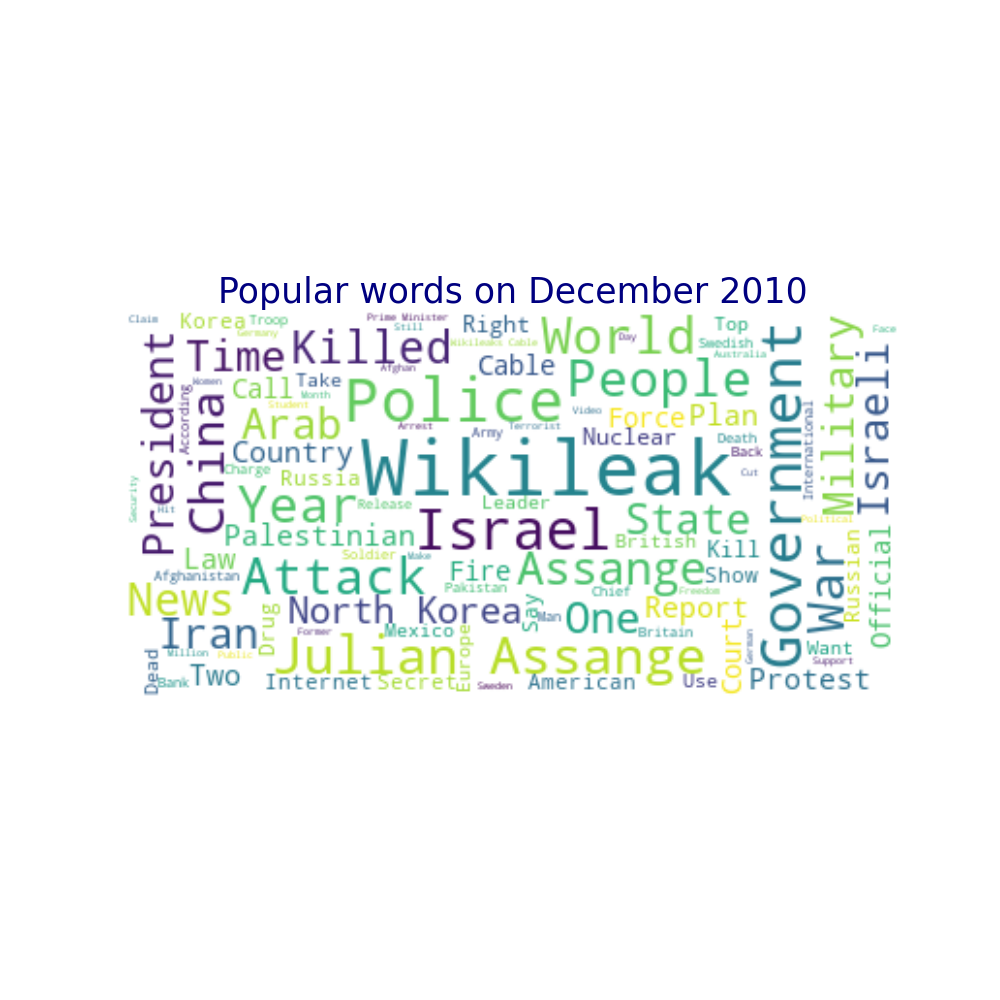 Popular words on December 2010
Claim
Korea
Troop
Germany
Prime Minister
Still
Wikileaks Cable
Right
World
Day
Top
Swedish
Australia
Face
President
Time
Killed
Afghan
Cable
People
Government
Military
Israeli
According
Women
China
Call
Take
Month
Student
Arab
Police
Arrest
Army
Terrorist
Video
Force
Plan
Nuclear
Death
Back
Cut
International
Country
Charge
Russia
Wikileak
Security
Hit
Year
Release
Leader
Israel
State
Political
Palestinian
British
Law
Soldier
Make
Kill
Afghanistan
Attack
Fire
Assange
Show
War
Russian
Official
Pakistan
Chief
Freedom
News
North Korea
Say
Man
One
Report
Iran
Drug
Former
Mexico
Britain
Court
German
Want
Support
Million
Public
Julian Assange
Europe
Dead
Bank
Two
Internet
Secret
Sweden
American
Use
Protest